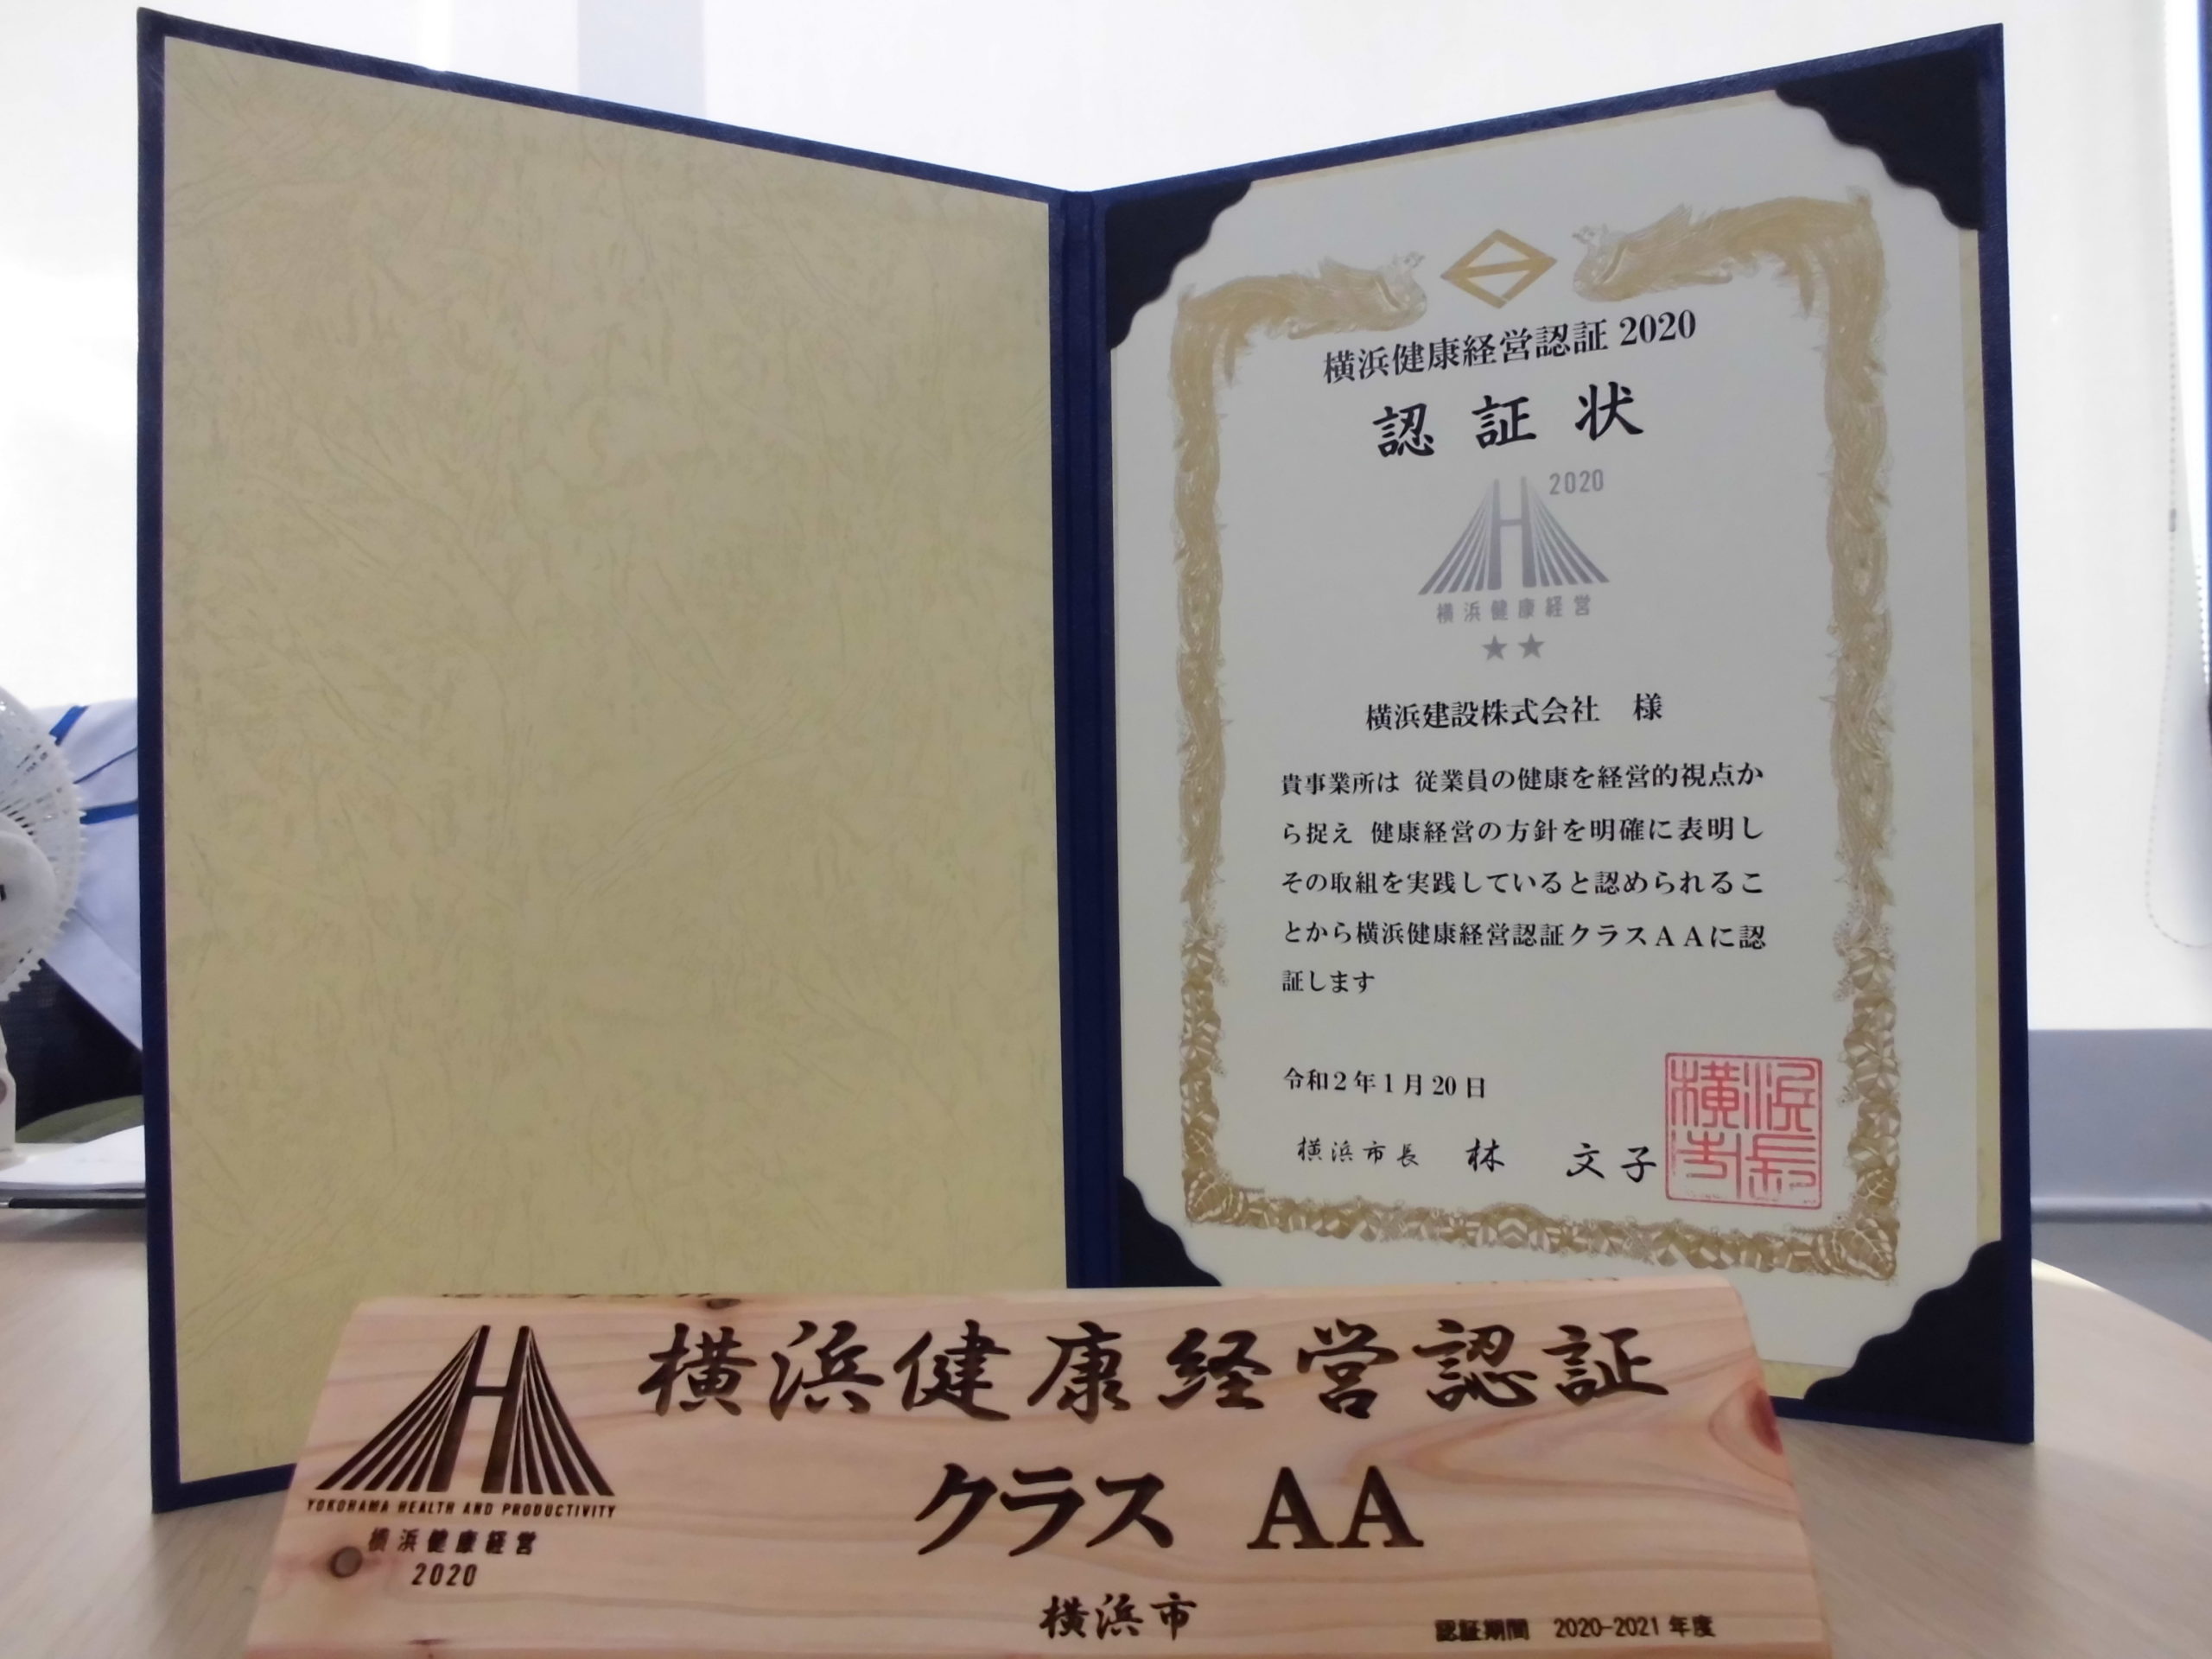 横浜健康経営認証 2020
認証状
2020
横浜健康経営
★★
横浜建設株式会社 様
貴事業所は 従業員の健康を経営的視点か
ら捉え 健康経営の方針を明確に表明し
その取組を実践していると認められるこ
とから横浜健康経営認証クラスAAに認
証します
令和2年1月20日
横浜市長 林 文子
横浜市長
横浜健康経営認証
クラス AA
YOKOHAMA HEALTH AND PRODUCTIVITY
横浜健康経営
2020
横浜市
認証期間 2020-2021年度